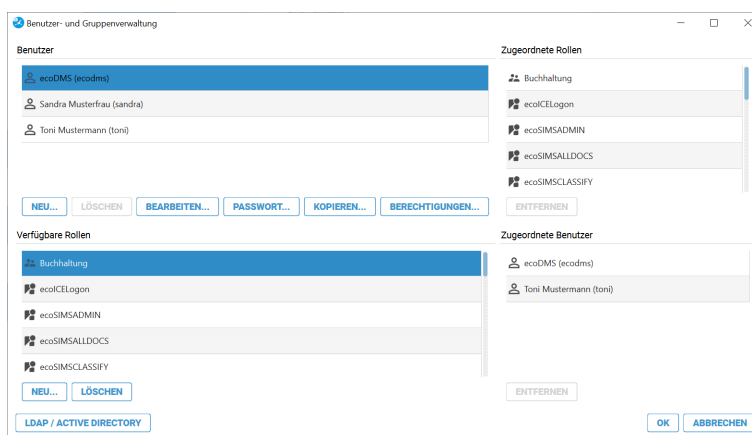 Benutzer- und Gruppenverwaltung
Benutzer
ecoDMS (ecodms)
Sandra Musterfrau (sandra)
Toni Mustermann (toni)
NEU... LÖSCHEN BEARBEITEN... PASSWORT... KOPIEREN... BERECHTIGUNGEN...
Zugeordnete Rollen
Buchhaltung
ecoICELogon
ecoSIMSADMIN
ecoSIMSALLDOCS
ecoSIMSCLASSIFY
ENTFERNEN
Verfügbare Rollen
Buchhaltung
ecoICELogon
ecoSIMSADMIN
ecoSIMSALLDOCS
ecoSIMSCLASSIFY
NEU... LÖSCHEN
Zugeordnete Benutzer
ecoDMS (ecodms)
Toni Mustermann (toni)
ENTFERNEN
LDAP / ACTIVE DIRECTORY OK ABBRECHEN